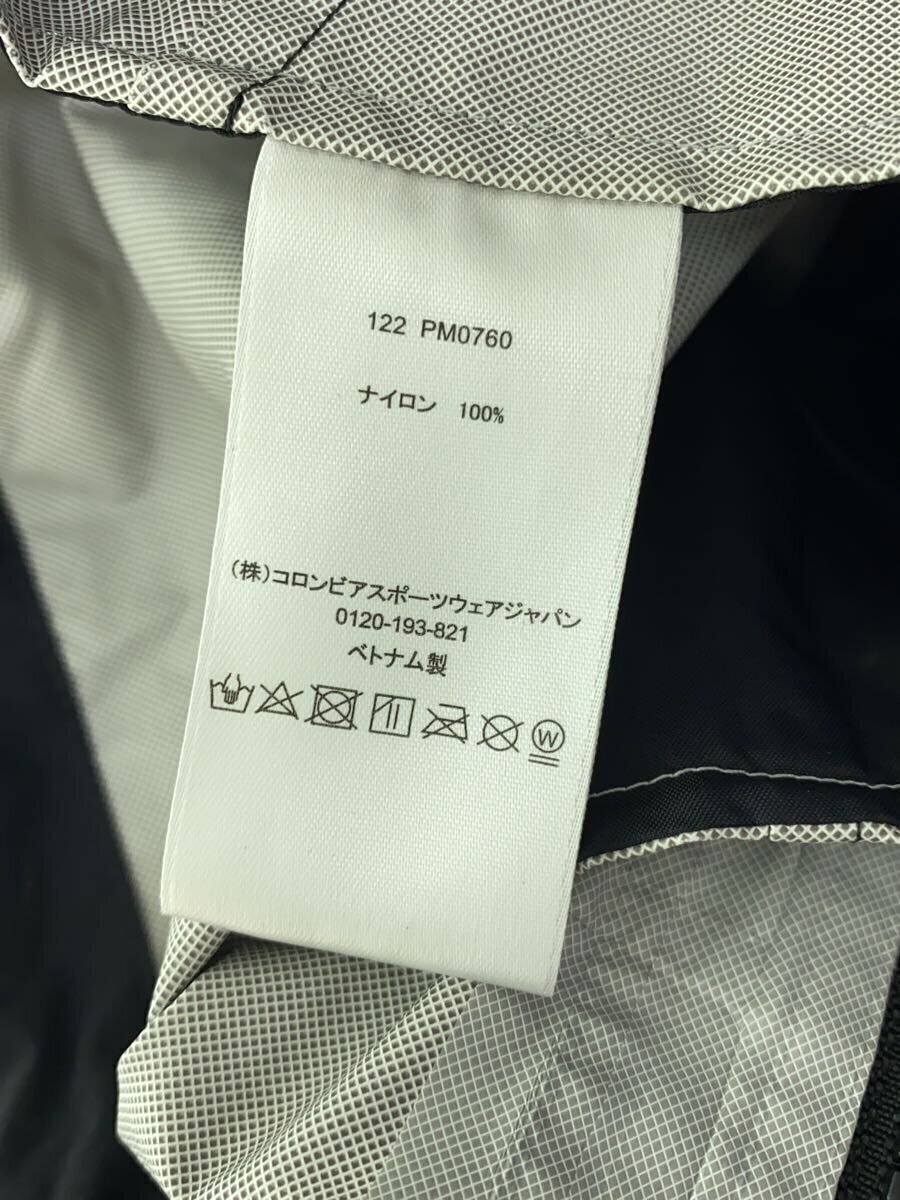 122 PM0760
ナイロン 100%
(株)コロンビアスポーツウェアジャパン
0120-193-821
ベトナム製
W